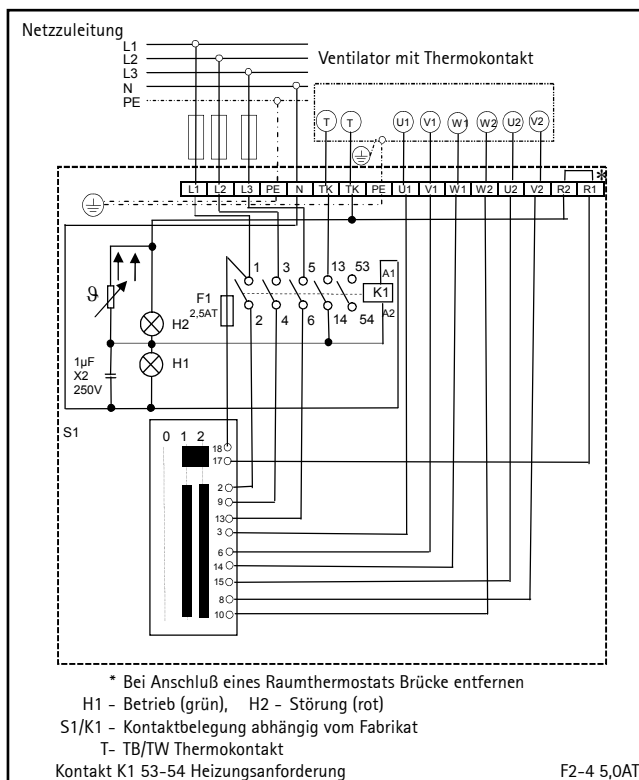 Netzzuleitung
L1
L2
L3
N
PE
Ventilator mit Thermokontakt
T T U1 V1 W1 W2 U2 V2
L1 L2 L3 PE N TK TK PE U1 V1 W1 W2 U2 V2 R2 R1 *
1 3 5 13 53
A1
K1
A2
F1
2,5AT
2 4 6 14 54
ϑ
H2
H1
1µF
X2
250V
S1
0 1 2
18
17
2
9
13
3
6
14
15
8
10
* Bei Anschluß eines Raumthermostats Brücke entfernen
H1 - Betrieb (grün), H2 - Störung (rot)
S1/K1 - Kontaktbelegung abhängig vom Fabrikat
T- TB/TW Thermokontakt
Kontakt K1 53-54 Heizungsanforderung F2-4 5,0AT